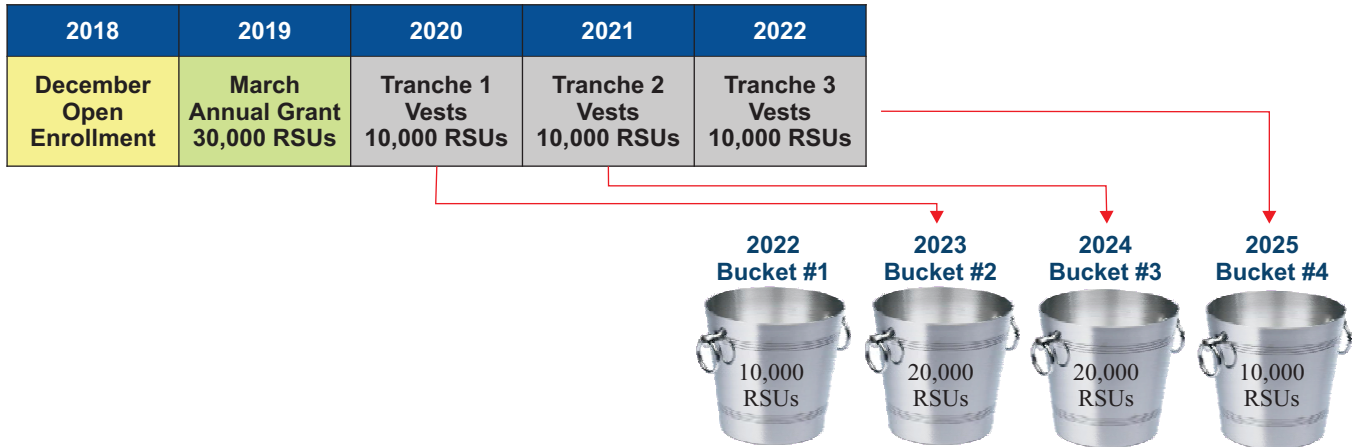 2018
2019
2020
2021
2022
December
Open
Enrollment
March
Annual Grant
30,000 RSUs
Tranche 1
Vests
10,000 RSUs
Tranche 2
Vests
10,000 RSUs
Tranche 3
Vests
10,000 RSUs
2022
Bucket #1
2023
Bucket #2
2024
Bucket #3
2025
Bucket #4
10,000
RSUs
20,000
RSUs
20,000
RSUs
10,000
RSUs